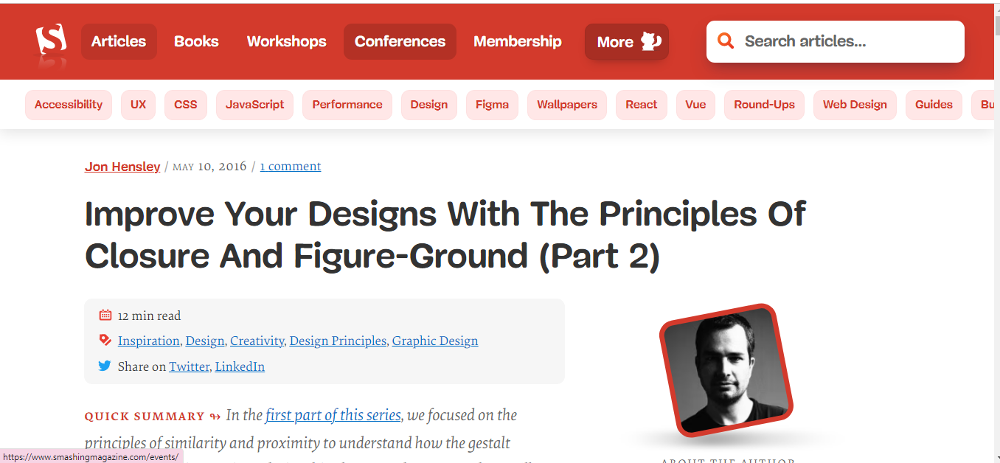 Articles Books Workshops Conferences Membership More Search articles...
Accessibility UX CSS JavaScript Performance Design Figma Wallpapers React Vue Round-Ups Web Design Guides Bu
Jon Hensley / MAY 10, 2016 / 1 comment
Improve Your Designs With The Principles Of
Closure And Figure-Ground (Part 2)
12 min read
Inspiration, Design, Creativity, Design Principles, Graphic Design
Share on Twitter, LinkedIn
QUICK SUMMARY ↬ In the first part of this series, we focused on the
principles of similarity and proximity to understand how the gestalt
ABOUT THE AUTHOR
https://www.smashingmagazine.com/events/